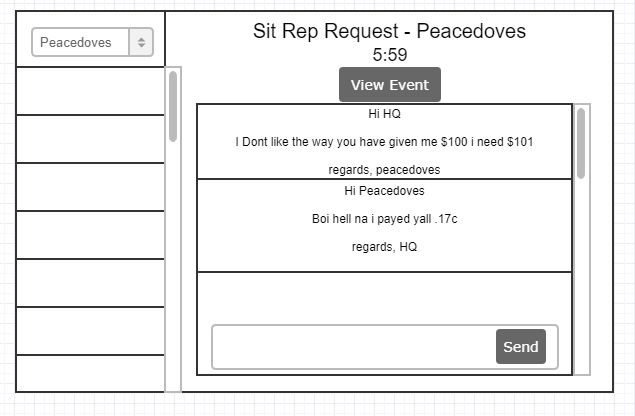 Peacedoves
Sit Rep Request - Peacedoves
5:59
View Event
Hi HQ
I Dont like the way you have given me $100 i need $101
regards, peacedoves
Hi Peacedoves
Boi hell na i payed yall .17c
regards, HQ
Send